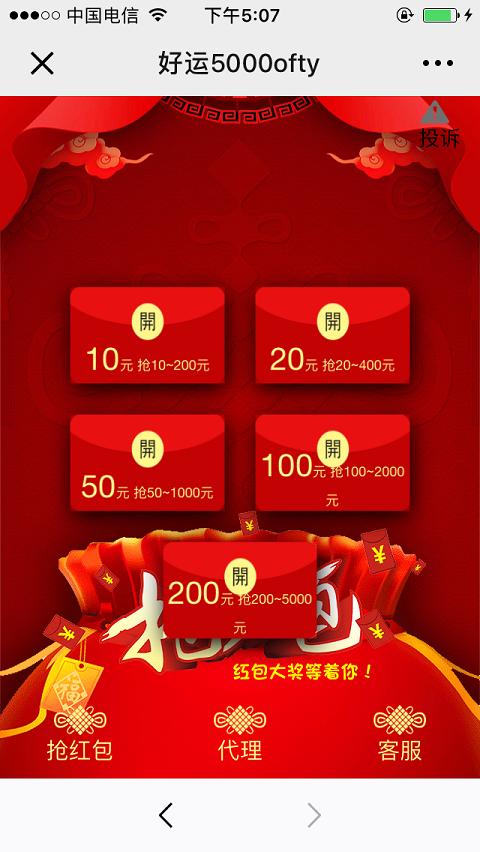 中国电信
下午5:07
好运5000ofty
投诉
開
10元 抢10~200元
開
20元 抢20~400元
開
50元 抢50~1000元
開
100元 抢100~2000
元
開
200元 抢200~5000
元
抢 包
红包大奖等着你！
福
¥
¥
¥
¥
抢红包
代理
客服